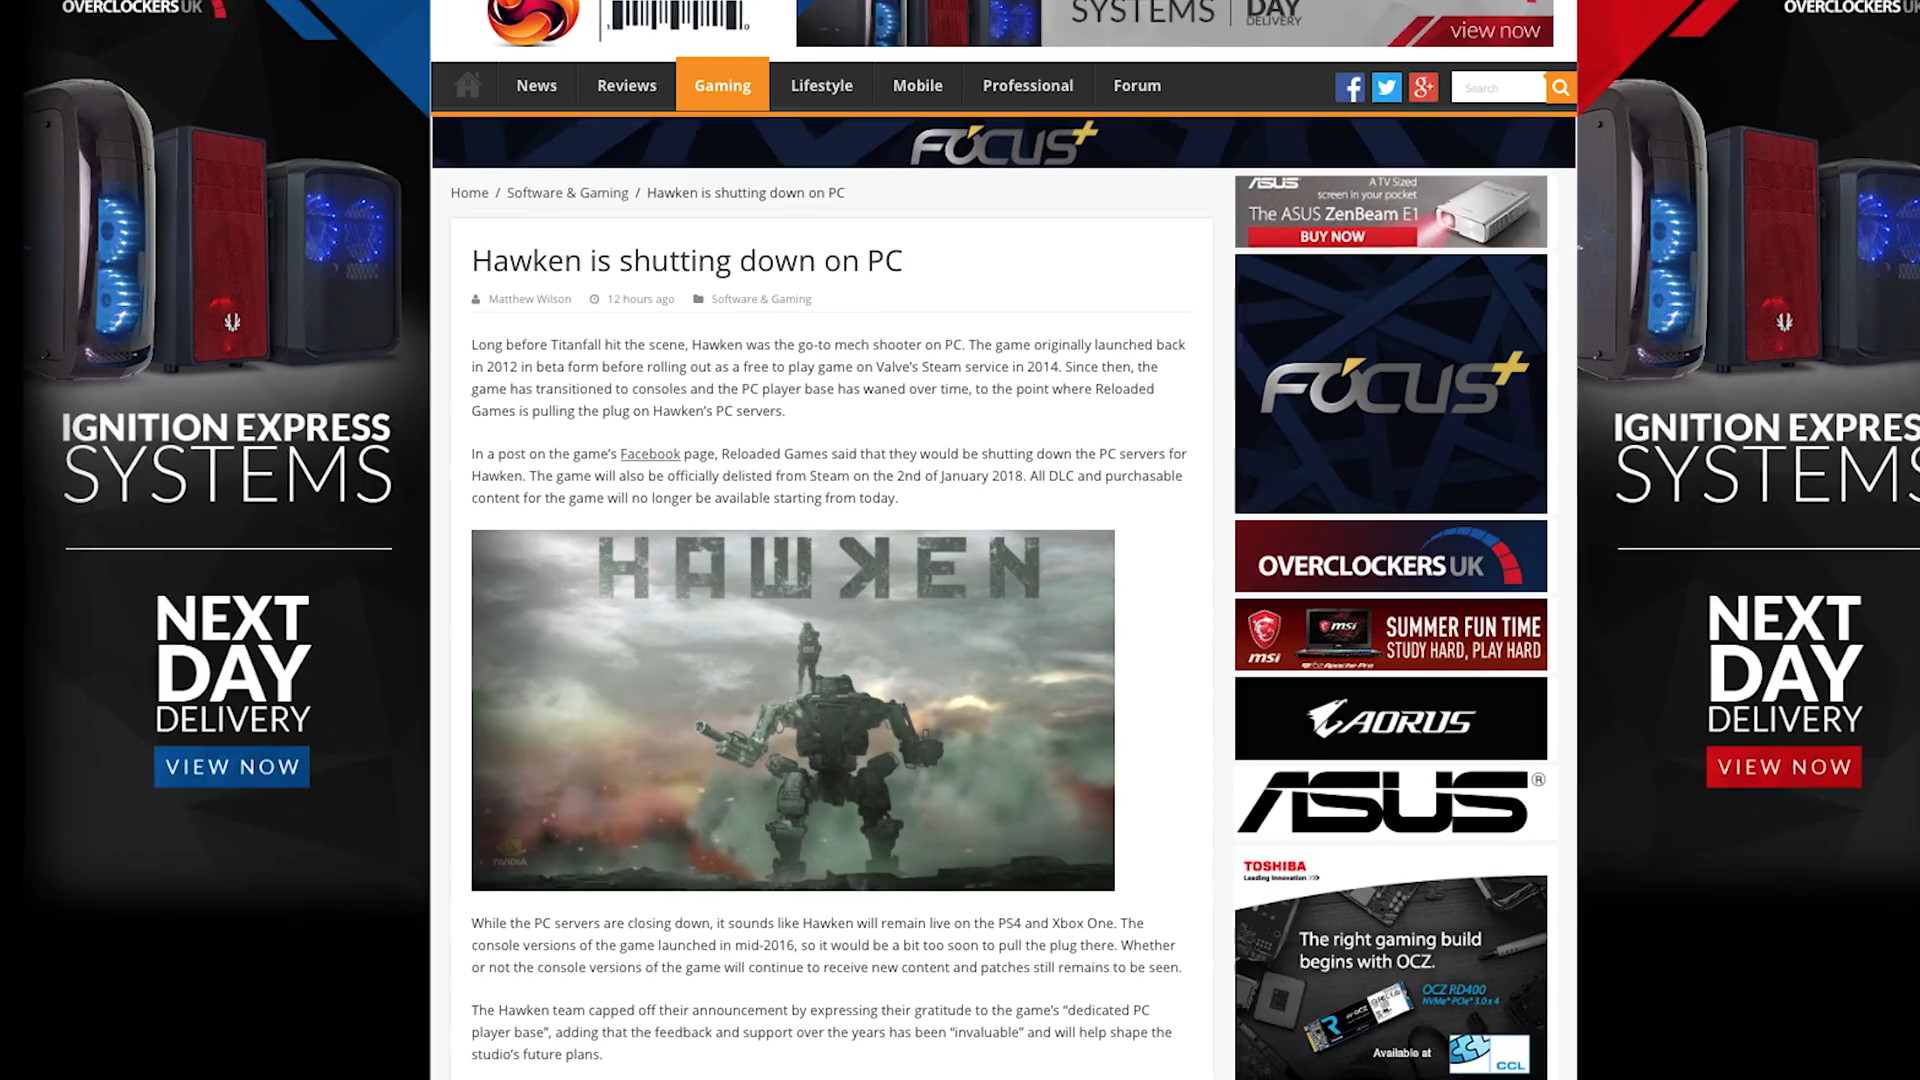 OVERCLOCKERS UK
SYSTEMS | DAY
DELIVERY
view now
OVERCLOCKERS UK
News
Reviews
Gaming
Lifestyle
Mobile
Professional
Forum
Search
FOCUS+
Home / Software & Gaming / Hawken is shutting down on PC
Hawken is shutting down on PC
Matthew Wilson 12 hours ago Software & Gaming
Long before Titanfall hit the scene, Hawken was the go-to mech shooter on PC. The game originally launched back
in 2012 in beta form before rolling out as a free to play game on Valve's Steam service in 2014. Since then, the
game has transitioned to consoles and the PC player base has waned over time, to the point where Reloaded
Games is pulling the plug on Hawken's PC servers.
In a post on the game's Facebook page, Reloaded Games said that they would be shutting down the PC servers for
Hawken. The game will also be officially delisted from Steam on the 2nd of January 2018. All DLC and purchasable
content for the game will no longer be available starting from today.
HAWKEN
NVIDIA
While the PC servers are closing down, it sounds like Hawken will remain live on the PS4 and Xbox One. The
console versions of the game launched in mid-2016, so it would be a bit too soon to pull the plug there. Whether
or not the console versions of the game will continue to receive new content and patches still remains to be seen.
The Hawken team capped off their announcement by expressing their gratitude to the game's “dedicated PC
player base”, adding that the feedback and support over the years has been “invaluable” and will help shape the
studio's future plans.
IGNITION EXPRESS
SYSTEMS
NEXT
DAY
DELIVERY
VIEW NOW
ASUS
A TV Sized
screen in your pocket
The ASUS ZenBeam E1
BUY NOW
FOCUS+
OVERCLOCKERS UK
msi
msi
SUMMER FUN TIME
STUDY HARD, PLAY HARD
Apache Pro
AORUS
ASUS®
TOSHIBA
Leading Innovation >>>
The right gaming build
begins with OCZ.
OCZ RD400
NVMe® PCIe® 3.0 x 4
Available at
CCL
IGNITION EXPRES
SYSTEMS
NEXT
DAY
DELIVERY
VIEW NOW